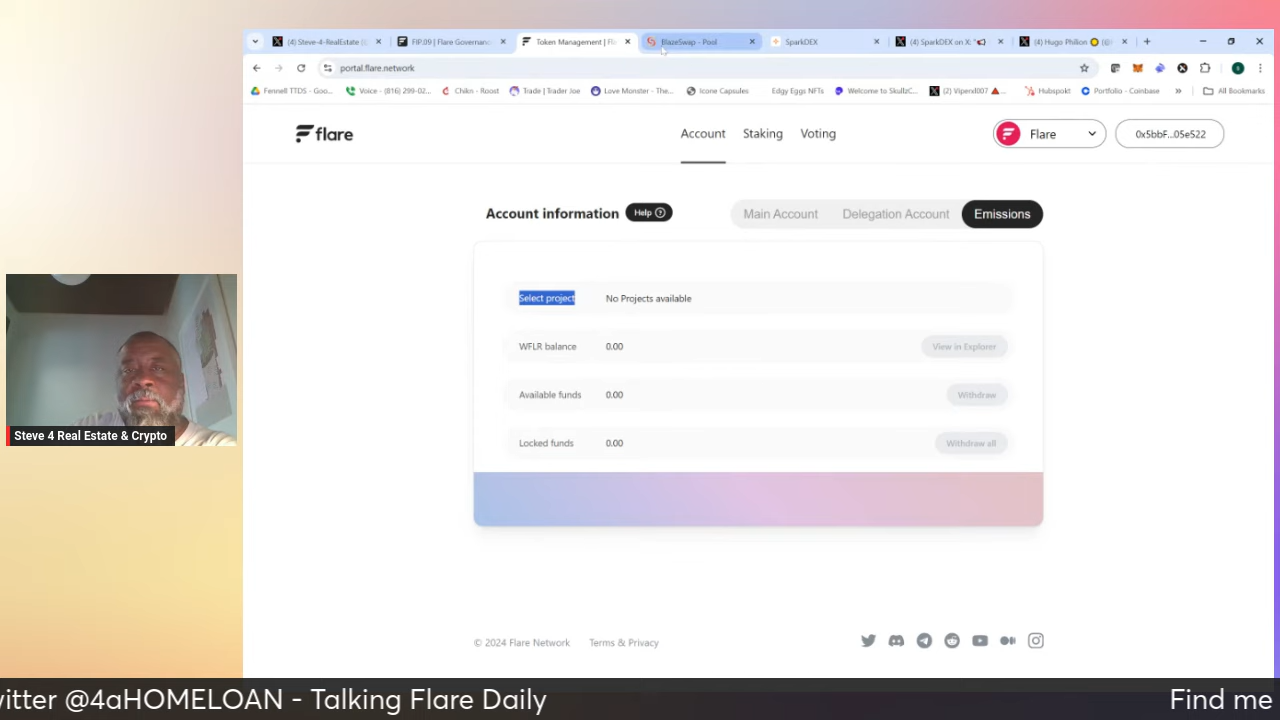 (4) Steve-4-RealEstate (
FIP.09 | Flare Governanc
Token Management | Fl
BlazeSwap - Pool
SparkDEX
(4) SparkDEX on X: "
(4) Hugo Philion
portal.flare.network
Fennell TTDS - Goo...
Voice - (816) 299-02...
Chikn - Roost
Trade | Trader Joe
Love Monster - The...
Icone Capsules
Edgy Eggs NFTs
Welcome to SkullzC...
(2) Viperxl007
Hubspokt
Portfolio - Coinbase
»
All Bookmarks
flare
Account
Staking
Voting
Flare
0x5bbF...05e522
Account information
Help ?
Main Account
Delegation Account
Emissions
Select project
No Projects available
WFLR balance
0.00
View in Explorer
Available funds
0.00
Withdraw
Locked funds
0.00
Withdraw all
© 2024 Flare Network
Terms & Privacy
Steve 4 Real Estate & Crypto
witter @4aHOMELOAN - Talking Flare Daily
Find me